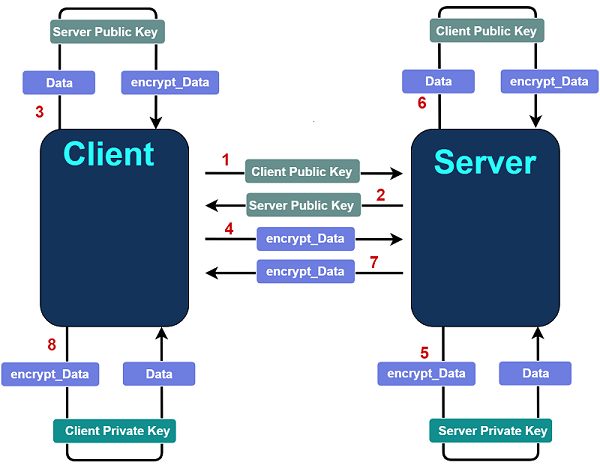 Server Public Key
Client Public Key
Data
encrypt_Data
Data
encrypt_Data
3
6
Client
Server
1
Client Public Key
Server Public Key
2
4
encrypt_Data
encrypt_Data
7
8
5
encrypt_Data
Data
encrypt_Data
Data
Client Private Key
Server Private Key